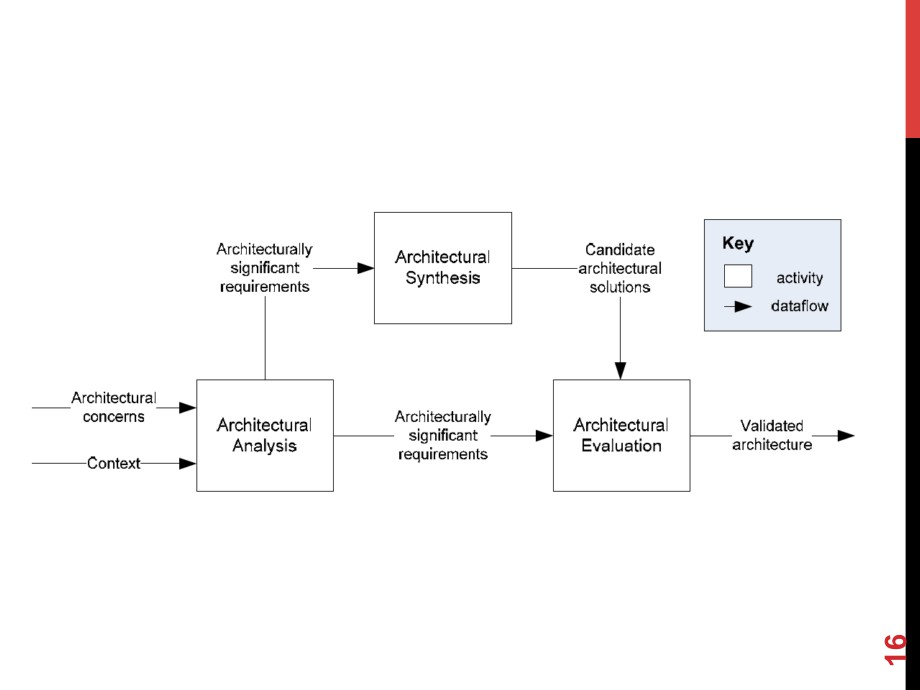 Architecturally
significant
requirements
Architectural
Synthesis
Candidate
architectural
solutions
Key
activity
dataflow
Architectural
concerns
Context
Architectural
Analysis
Architecturally
significant
requirements
Architectural
Evaluation
Validated
architecture
16